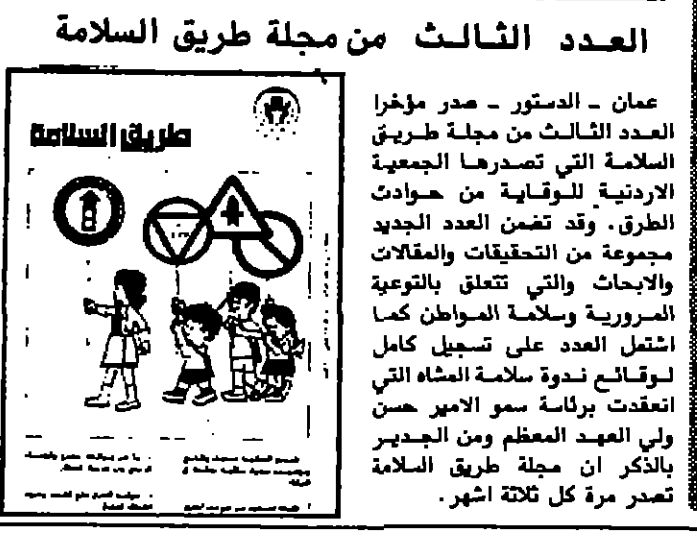 العدد الثالث من مجلة طريق السلامة
طريق السلامة
عمان ـ الدستور ـ صدر مؤخرا
العدد الثالث من مجلة طريق
السلامة التي تصدرها الجمعية
الاردنية للوقاية من حوادث
الطرق. وقد تضمن العدد الجديد
مجموعة من التحقيقات والمقالات
والابحاث والتي تتعلق بالتوعية
المرورية وسلامة المواطن كما
اشتمل العدد على تسجيل كامل
لوقائع ندوة سلامة المشاه التي
انعقدت برئاسة سمو الامير حسن
ولي العهد المعظم ومن الجدير
بالذكر ان مجلة طريق السلامة
تصدر مرة كل ثلاثة اشهر.